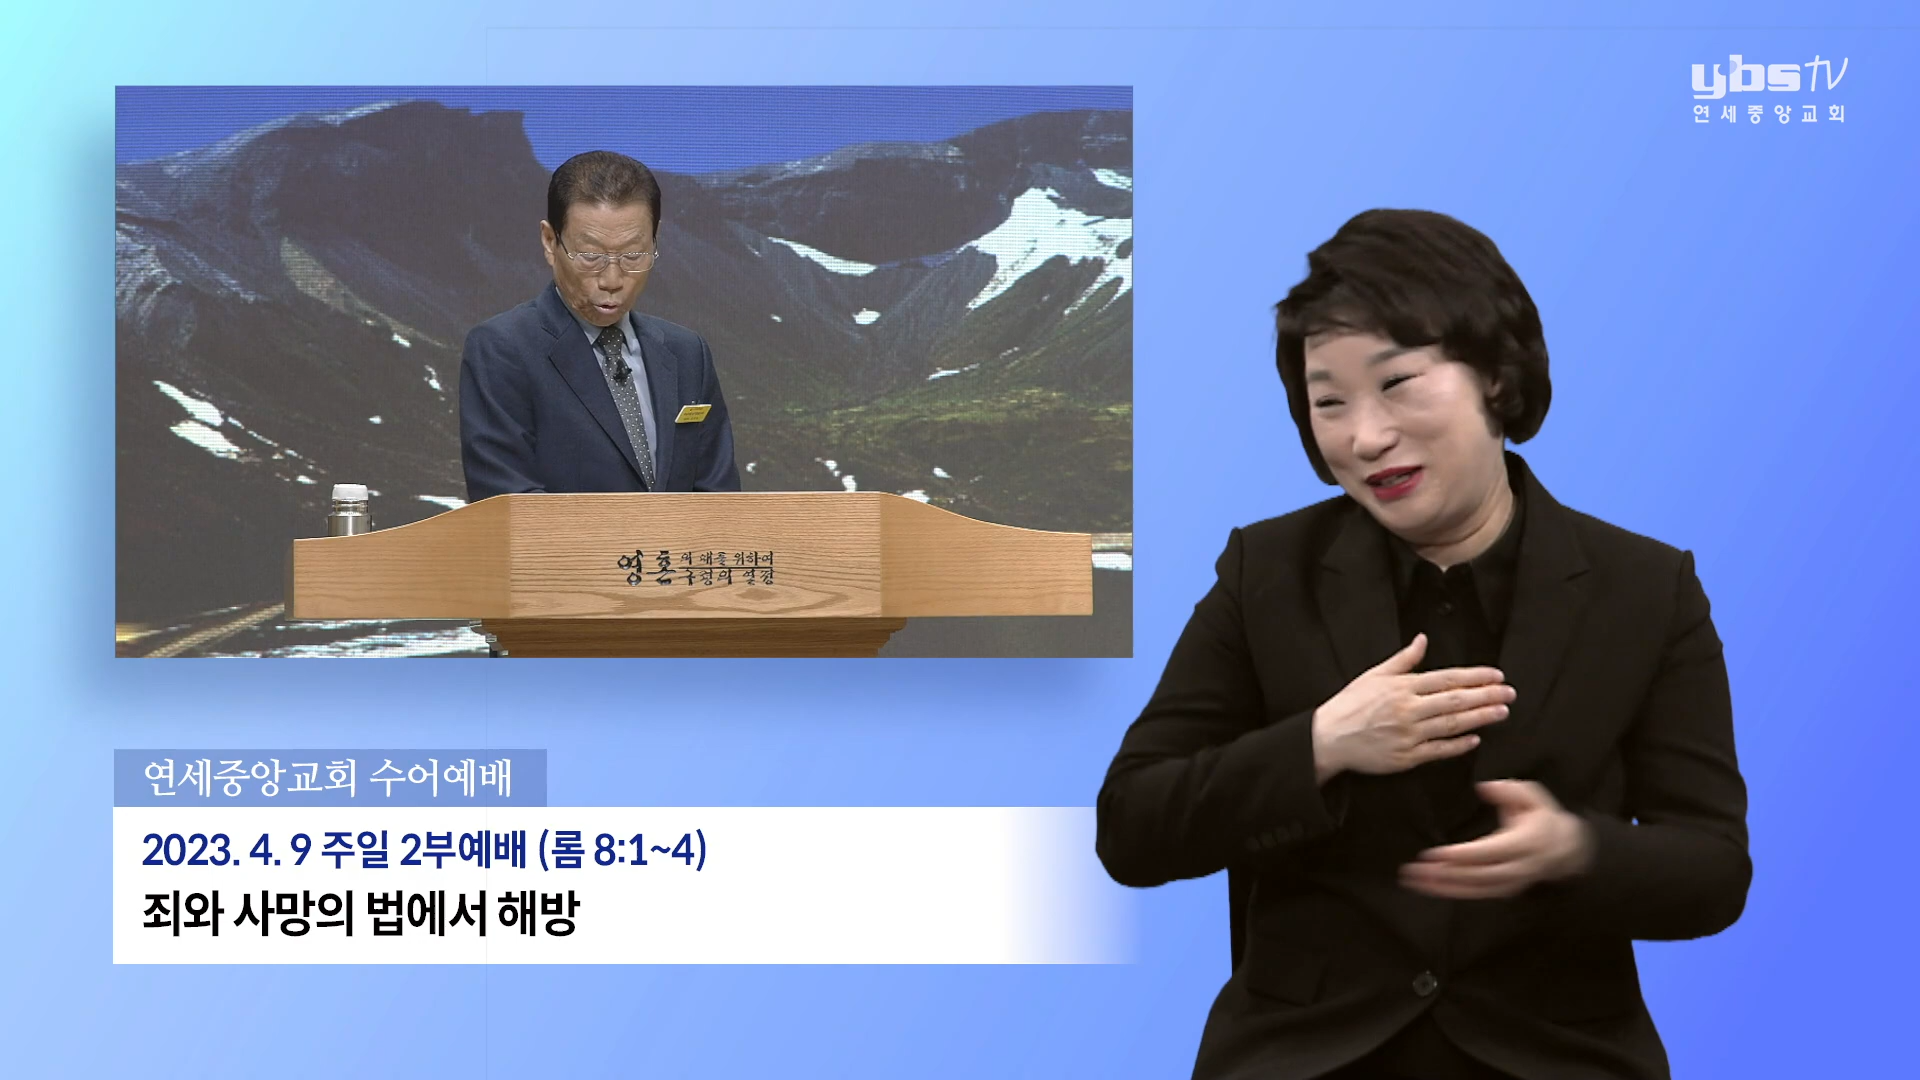 ybstv
연세중앙교회
영혼의 때를 위하여
구령의 열정
연세중앙교회 수어예배
2023. 4. 9 주일 2부예배 (롬 8:1~4)
죄와 사망의 법에서 해방